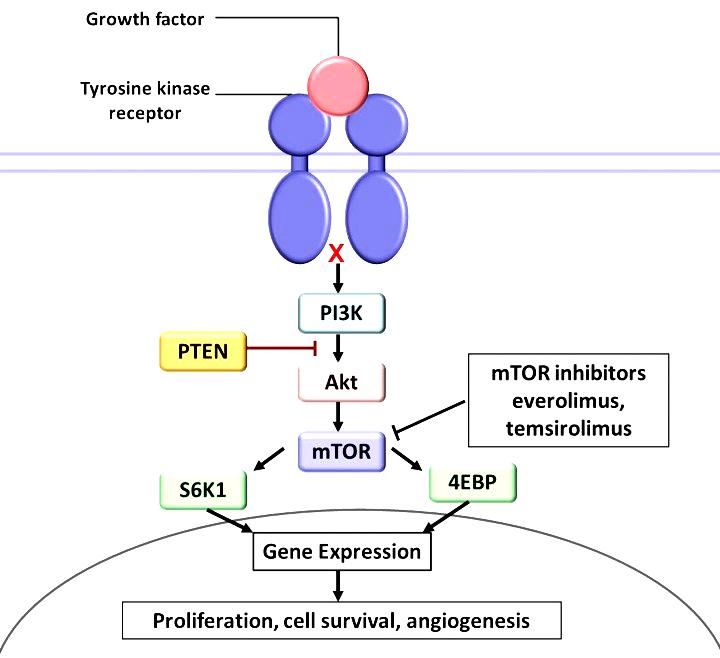 Growth factor
Tyrosine kinase
receptor
X
PI3K
PTEN
Akt
mTOR inhibitors
everolimus,
temsirolimus
mTOR
S6K1
4EBP
Gene Expression
Proliferation, cell survival, angiogenesis